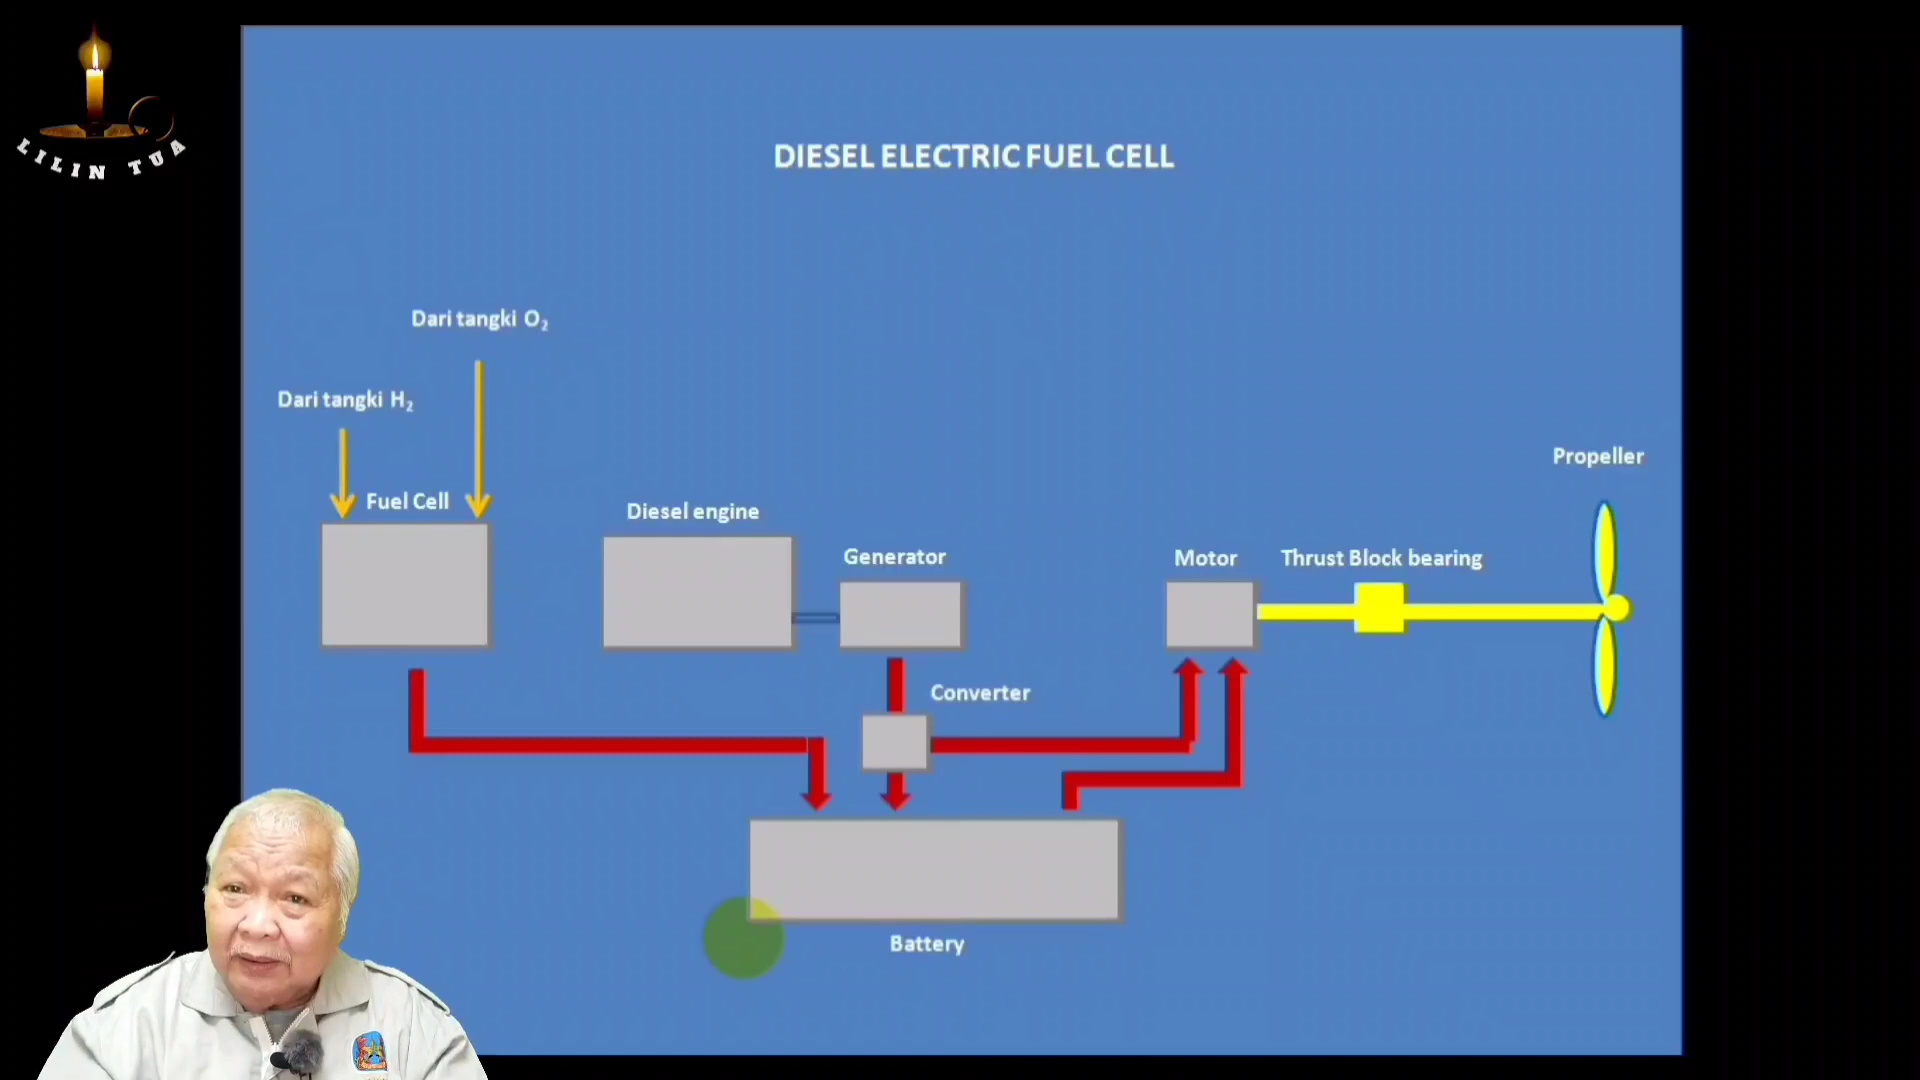 LILIN TUA
DIESEL ELECTRIC FUEL CELL
Dari tangki O₂
Dari tangki H₂
Fuel Cell
Diesel engine
Generator
Motor
Thrust Block bearing
Propeller
Converter
Battery